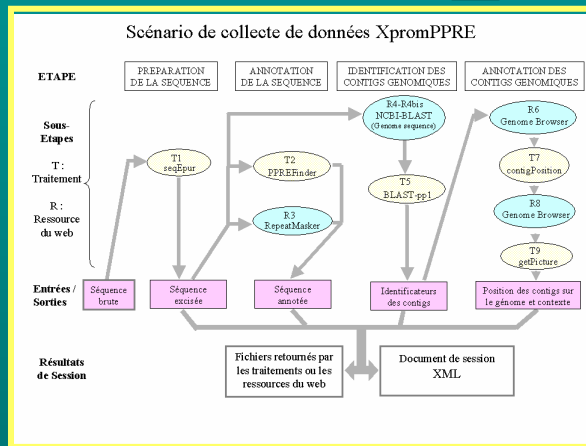 Scénario de collecte de données XpromPPRE
ETAPE
PREPARATION
DE LA SEQUENCE
ANNOTATION
DE LA SEQUENCE
IDENTIFICATION DES
CONTIGS GENOMIQUES
ANNOTATION DES
CONTIGS GENOMIQUES
Sous-
Etapes
T :
Traitement
R :
Ressource
du web
T1
seqEpur
T2
PPREFinder
R3
RepeatMasker
R4-R4bis
NCBI-BLAST
(Genome sequence)
T5
BLAST-pp1
R6
Genome Browser
T7
contigPosition
R8
Genome Browser
T9
getPicture
Entrées /
Sorties
Séquence
brute
Séquence
excisée
Séquence
annotée
Identificateurs
des contigs
Position des contigs sur
le génome et contexte
Résultats
de Session
Fichiers retournés par
les traitements ou les
ressources du web
Document de session
XML